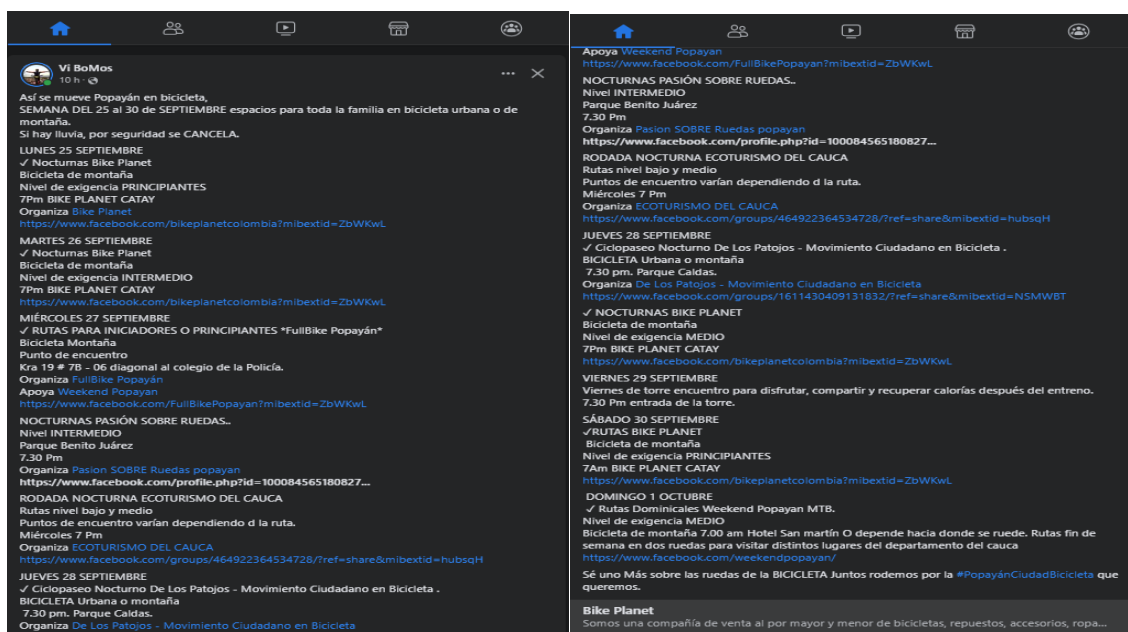 Vi BoMos
10 h ·
Así se mueve Popayán en bicicleta,
SEMANA DEL 25 al 30 de SEPTIEMBRE espacios para toda la familia en bicicleta urbana o de
montaña.
Si hay lluvia, por seguridad se CANCELA.
LUNES 25 SEPTIEMBRE
✓ Nocturnas Bike Planet
Bicicleta de montaña
Nivel de exigencia PRINCIPIANTES
7Pm BIKE PLANET CATAY
Organiza Bike Planet
https://www.facebook.com/bikeplanetcolombia?mibextid=ZbWKwL
MARTES 26 SEPTIEMBRE
✓ Nocturnas Bike Planet
Bicicleta de montaña
Nivel de exigencia INTERMEDIO
7Pm BIKE PLANET CATAY
https://www.facebook.com/bikeplanetcolombia?mibextid=ZbWKwL
MIÉRCOLES 27 SEPTIEMBRE
✓ RUTAS PARA INICIADORES O PRINCIPIANTES *FullBike Popayán*
Bicicleta Montaña
Punto de encuentro
Kra 19 # 7B - 06 diagonal al colegio de la Policía.
Organiza FullBike Popayán
Apoya Weekend Popayan
https://www.facebook.com/FullBikePopayan?mibextid=ZbWKwL
NOCTURNAS PASIÓN SOBRE RUEDAS..
Nivel INTERMEDIO
Parque Benito Juárez
7.30 Pm
Organiza Pasion SOBRE Ruedas popayan
https://www.facebook.com/profile.php?id=100084565180827...
RODADA NOCTURNA ECOTURISMO DEL CAUCA
Rutas nivel bajo y medio
Puntos de encuentro varían dependiendo d la ruta.
Miércoles 7 Pm
Organiza ECOTURISMO DEL CAUCA
https://www.facebook.com/groups/464922364534728/?ref=share&mibextid=hubsqH
JUEVES 28 SEPTIEMBRE
✓ Ciclopaseo Nocturno De Los Patojos - Movimiento Ciudadano en Bicicleta .
BICICLETA Urbana o montaña
7.30 pm. Parque Caldas.
Organiza De Los Patojos - Movimiento Ciudadano en Bicicleta
Apoya Weekend Popayan
https://www.facebook.com/FullBikePopayan?mibextid=ZbWKwL
NOCTURNAS PASIÓN SOBRE RUEDAS..
Nivel INTERMEDIO
Parque Benito Juárez
7.30 Pm
Organiza Pasion SOBRE Ruedas popayan
https://www.facebook.com/profile.php?id=100084565180827...
RODADA NOCTURNA ECOTURISMO DEL CAUCA
Rutas nivel bajo y medio
Puntos de encuentro varían dependiendo d la ruta.
Miércoles 7 Pm
Organiza ECOTURISMO DEL CAUCA
https://www.facebook.com/groups/464922364534728/?ref=share&mibextid=hubsqH
JUEVES 28 SEPTIEMBRE
✓ Ciclopaseo Nocturno De Los Patojos - Movimiento Ciudadano en Bicicleta .
BICICLETA Urbana o montaña
7.30 pm. Parque Caldas.
Organiza De Los Patojos - Movimiento Ciudadano en Bicicleta
https://www.facebook.com/groups/1611430409131832/?ref=share&mibextid=NSMWBT
✓ NOCTURNAS BIKE PLANET
Bicicleta de montaña
Nivel de exigencia MEDIO
7Pm BIKE PLANET CATAY
https://www.facebook.com/bikeplanetcolombia?mibextid=ZbWKwL
VIERNES 29 SEPTIEMBRE
Viernes de torre encuentro para disfrutar, compartir y recuperar calorías después del entreno.
7.30 Pm entrada de la torre.
SÁBADO 30 SEPTIEMBRE
✓RUTAS BIKE PLANET
Bicicleta de montaña
Nivel de exigencia PRINCIPIANTES
7Am BIKE PLANET CATAY
https://www.facebook.com/bikeplanetcolombia?mibextid=ZbWKwL
DOMINGO 1 OCTUBRE
✓ Rutas Dominicales Weekend Popayan MTB.
Nivel de exigencia MEDIO
Bicicleta de montaña 7.00 am Hotel San martín O depende hacia donde se ruede. Rutas fin de
semana en dos ruedas para visitar distintos lugares del departamento del cauca
https://www.facebook.com/weekendpopayan/
Sé uno Más sobre las ruedas de la BICICLETA Juntos rodemos por la #PopayánCiudadBicicleta que
queremos.
Bike Planet
Somos una compañía de venta al por mayor y menor de bicicletas, repuestos, accesorios, ropa...